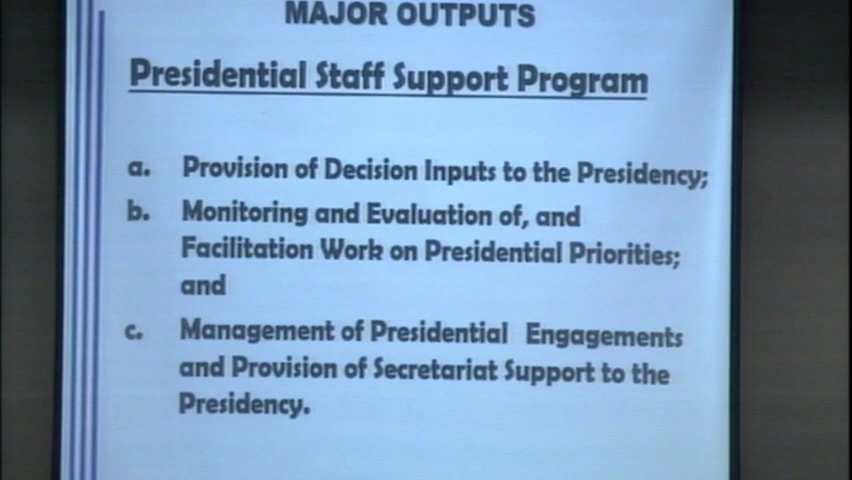 MAJOR OUTPUTS
Presidential Staff Support Program
a. Provision of Decision Inputs to the Presidency;
b. Monitoring and Evaluation of, and
Facilitation Work on Presidential Priorities;
and
c. Management of Presidential Engagements
and Provision of Secretariat Support to the
Presidency.